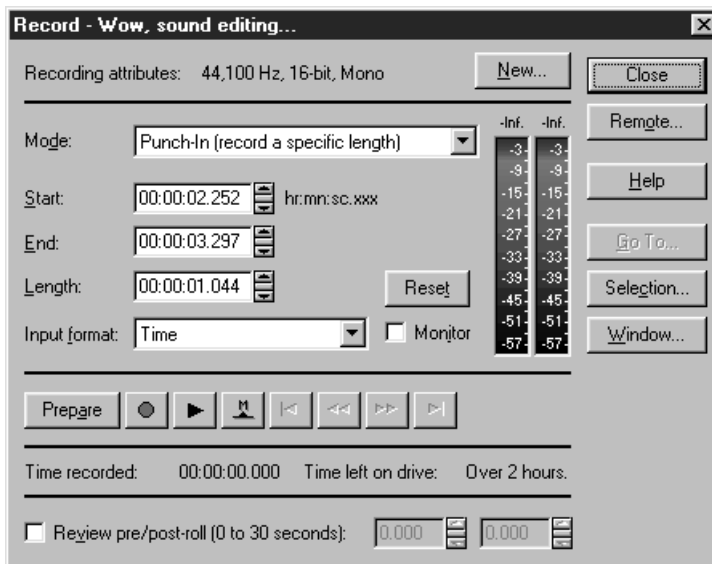 Record - Wow, sound editing...
Recording attributes: 44,100 Hz, 16-bit, Mono
New...
Close
Remote...
Help
Go To...
Selection...
Window...
Mode: Punch-In (record a specific length)
Start: 00:00:02.252 hr:mn:sc.xxx
End: 00:00:03.297
Length: 00:00:01.044
Reset
Input format: Time
Monitor
-Inf. -Inf.
-3- -3-
-9- -9-
-15- -15-
-21- -21-
-27- -27-
-33- -33-
-39- -39-
-45- -45-
-51- -51-
-57- -57-
Prepare
M
Time recorded: 00:00:00.000 Time left on drive: Over 2 hours.
Review pre/post-roll (0 to 30 seconds): 0.000 0.000